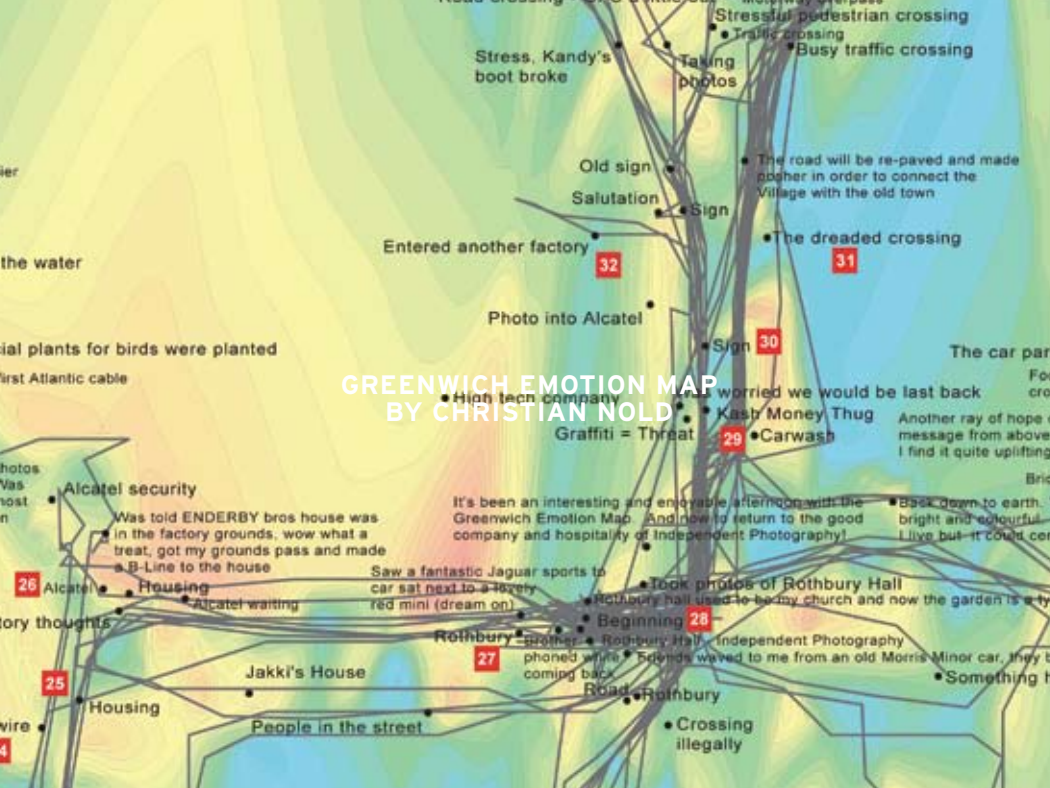 Stressful pedestrian crossing
Traffic crossing
Busy traffic crossing
Stress, Kandy's
boot broke
Taking
photos
Old sign
The road will be re-paved and made
posher in order to connect the
Village with the old town
Salutation
Sign
Entered another factory
The dreaded crossing
32
31
the water
Photo into Alcatel
Sign
30
cial plants for birds were planted
first Atlantic cable
The car par
GREENWICH EMOTION MAP
BY CHRISTIAN NOLD
High tech company
worried we would be last back
Kash Money Thug
Graffiti = Threat
29
Carwash
Another ray of hope
message from above
I find it quite uplifting
Alcatel security
Was told ENDERBY bros house was
in the factory grounds, wow what a
treat, got my grounds pass and made
a B-Line to the house
It's been an interesting and enjoyable afternoon with the
Greenwich Emotion Map. And now to return to the good
company and hospitality of Independent Photography!
Back down to earth.
bright and colourful
I live but it could
26
Alcatel
Housing
Alcatel waiting
Saw a fantastic Jaguar sports to
car sat next to a lovely
red mini (dream on)
Took photos of Rothbury Hall
Rothbury hall used to be my church and now the garden is a
tory thoughts
Beginning
28
Rothbury
27
Brother
phoned while
coming back
Rothbury Hall, Independent Photography
Friends waved to me from an old Morris Minor car, they
Jakki's House
Road
Rothbury
Something
25
Housing
People in the street
Crossing
illegally
wire
4